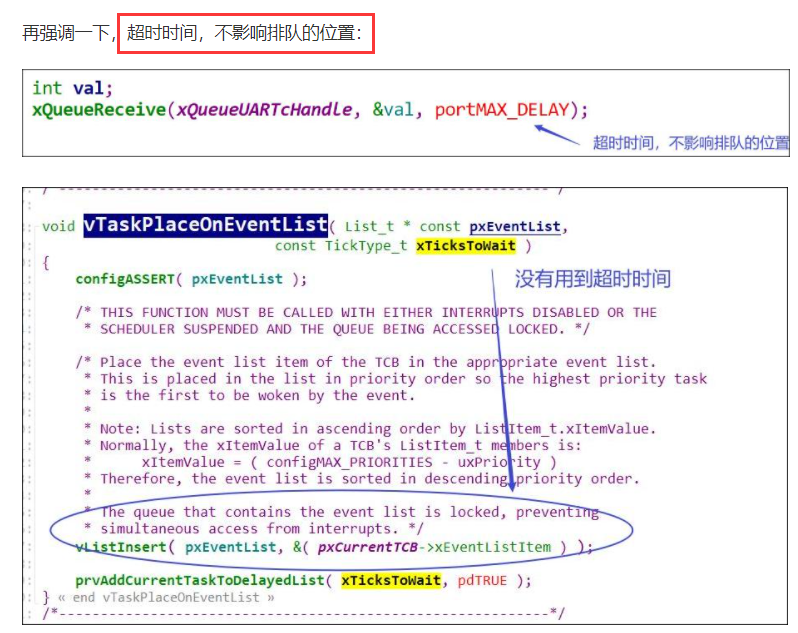 再强调一下，超时时间，不影响排队的位置：
int val;
xQueueReceive(xQueueUARTcHandle, &val, portMAX_DELAY);
超时时间，不影响排队的位置
/*-----------------------------------------------------------*/
void vTaskPlaceOnEventList( List_t * const pxEventList,
const TickType_t xTicksToWait )
{
没有用到超时时间
configASSERT( pxEventList );
/* THIS FUNCTION MUST BE CALLED WITH EITHER INTERRUPTS DISABLED OR THE
* SCHEDULER SUSPENDED AND THE QUEUE BEING ACCESSED LOCKED. */
/* Place the event list item of the TCB in the appropriate event list.
* This is placed in the list in priority order so the highest priority task
* is the first to be woken by the event.
*
* Note: Lists are sorted in ascending order by ListItem_t.xItemValue.
* Normally, the xItemValue of a TCB's ListItem_t members is:
* xItemValue = ( configMAX_PRIORITIES - uxPriority )
* Therefore, the event list is sorted in descending priority order.
*
* The queue that contains the event list is locked, preventing
* simultaneous access from interrupts. */
vListInsert( pxEventList, &( pxCurrentTCB->xEventListItem ) );
prvAddCurrentTaskToDelayedList( xTicksToWait, pdTRUE );
} « end vTaskPlaceOnEventList »
/*-----------------------------------------------------------*/